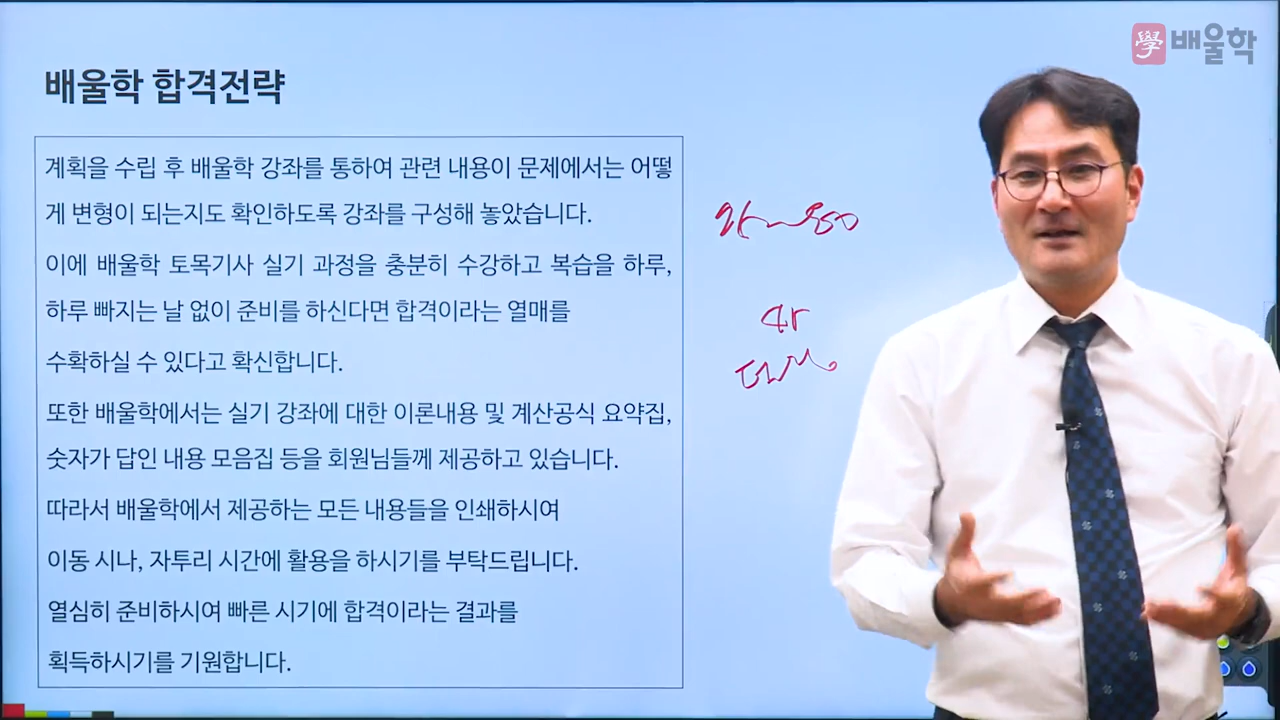 學 배울학
배울학 합격전략
계획을 수립 후 배울학 강좌를 통하여 관련 내용이 문제에서는 어떻
게 변형이 되는지도 확인하도록 강좌를 구성해 놓았습니다.
이에 배울학 토목기사 실기 과정을 충분히 수강하고 복습을 하루,
하루 빠지는 날 없이 준비를 하신다면 합격이라는 열매를
수확하실 수 있다고 확신합니다.
또한 배울학에서는 실기 강좌에 대한 이론내용 및 계산공식 요약집,
숫자가 답인 내용 모음집 등을 회원님들께 제공하고 있습니다.
따라서 배울학에서 제공하는 모든 내용들을 인쇄하시여
이동 시나, 자투리 시간에 활용을 하시기를 부탁드립니다.
열심히 준비하시여 빠른 시기에 합격이라는 결과를
획득하시기를 기원합니다.